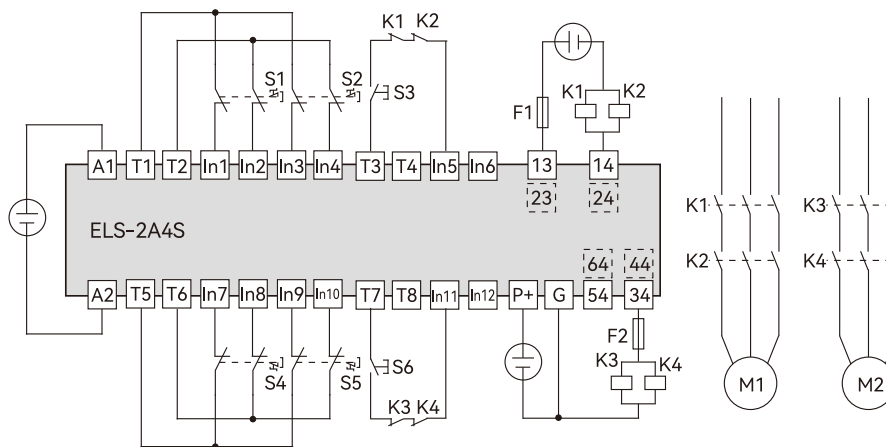 K1 K2
S1
S2
S3
F1
K1
K2
A1 T1 T2 In1 In2 In3 In4 T3 T4 In5 In6 13 14
23 24
ELS-2A4S
64 44
A2 T5 T6 In7 In8 In9 In10 T7 T8 In11 In12 P+ G 54 34
S4
S5
S6
K3 K4
F2
K3
K4
K1
K2
K3
K4
M1
M2